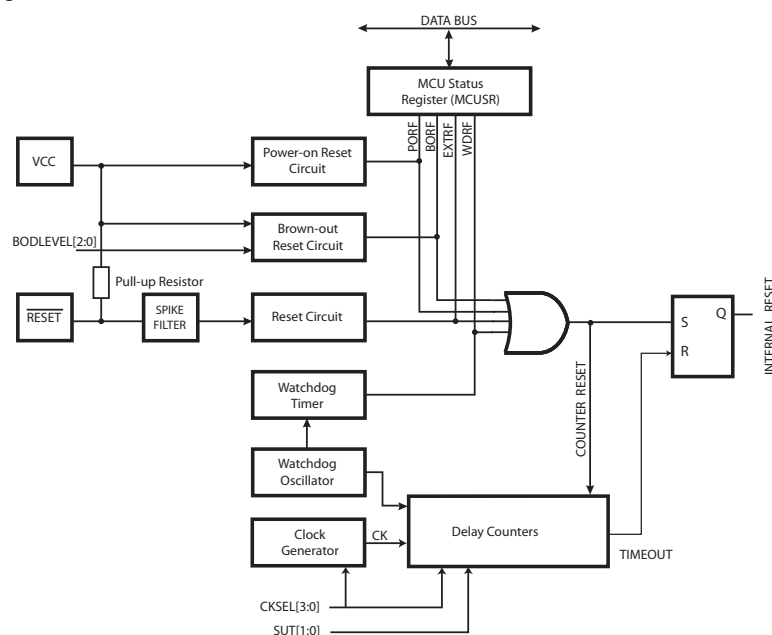 DATA BUS
MCU Status
Register (MCUSR)
PORF
BORF
EXTRF
WDRF
VCC
Power-on Reset
Circuit
BODLEVEL[2:0]
Brown-out
Reset Circuit
Pull-up Resistor
RESET
SPIKE
FILTER
Reset Circuit
S
Q
R
INTERNAL RESET
Watchdog
Timer
COUNTER RESET
Watchdog
Oscillator
Clock
Generator
CK
Delay Counters
TIMEOUT
CKSEL[3:0]
SUT[1:0]